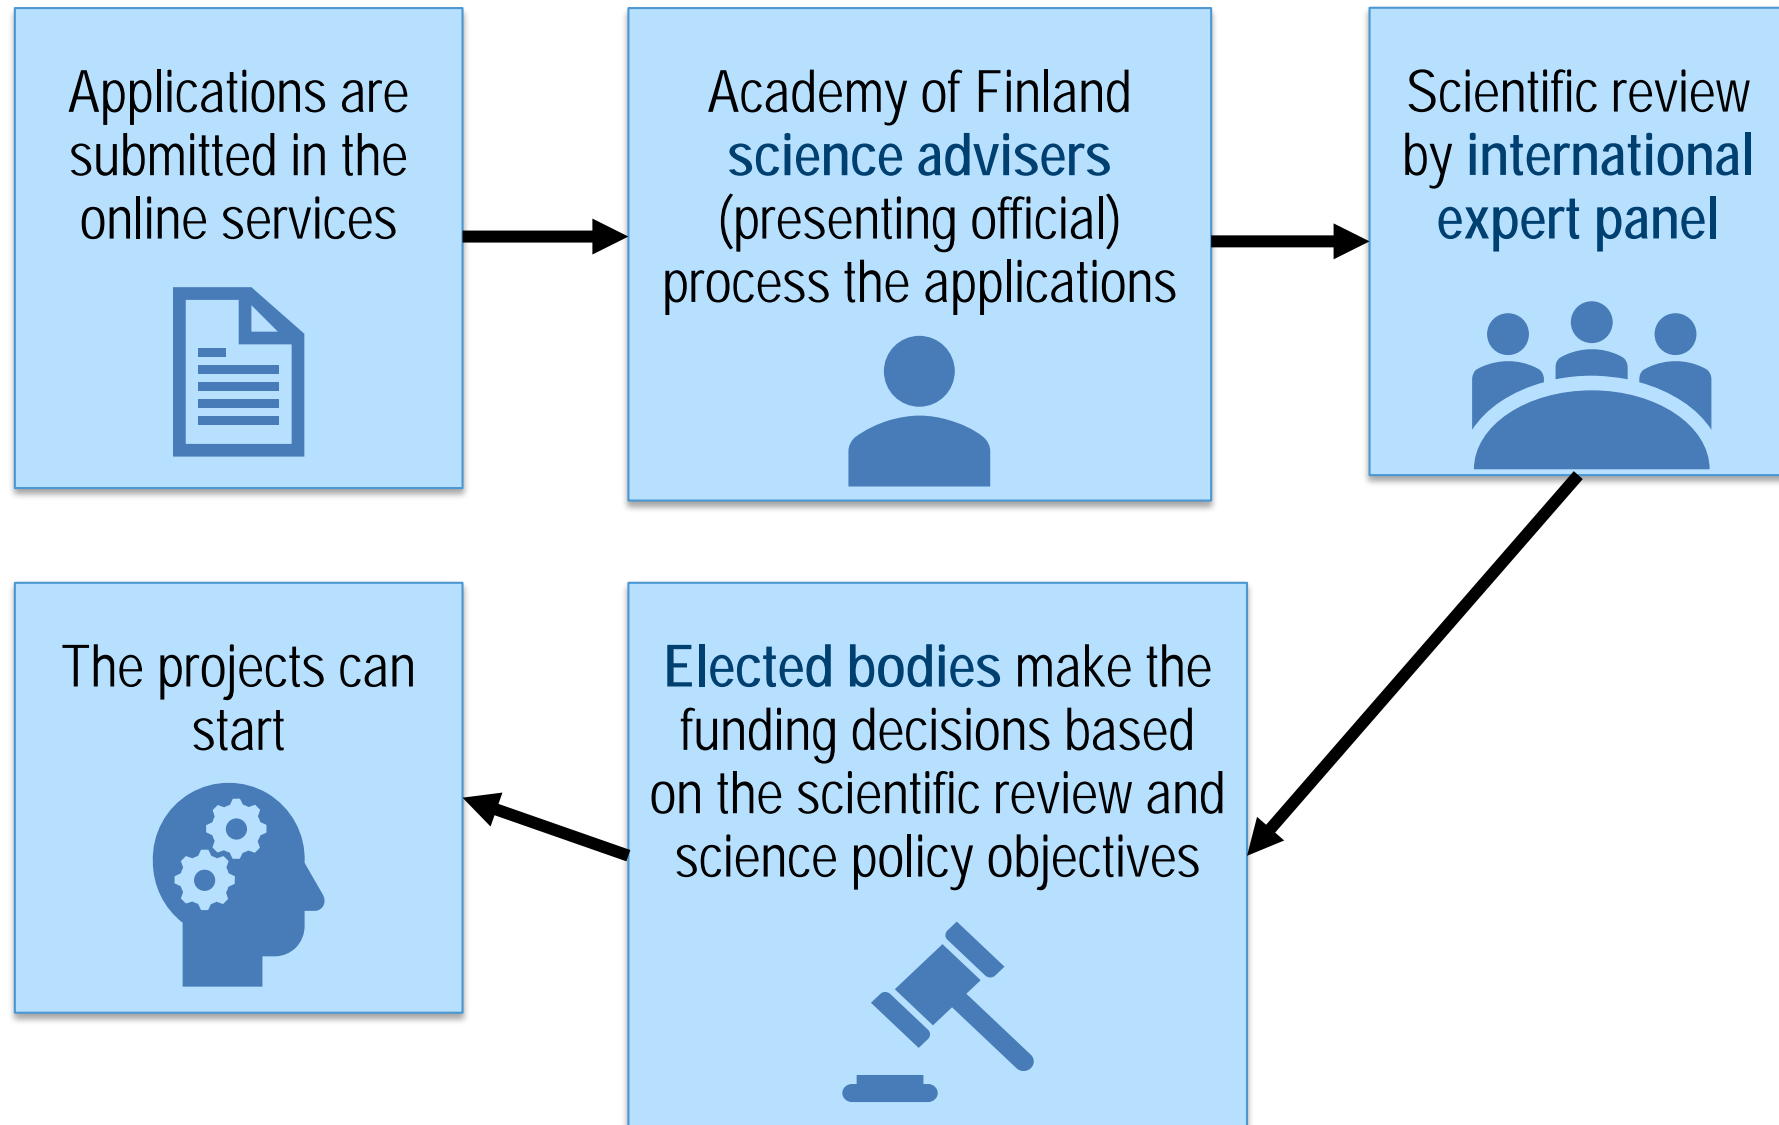 Applications are
submitted in the
online services
Academy of Finland
science advisers
(presenting official)
process the applications
Scientific review
by international
expert panel
The projects can
start
Elected bodies make the
funding decisions based
on the scientific review and
science policy objectives